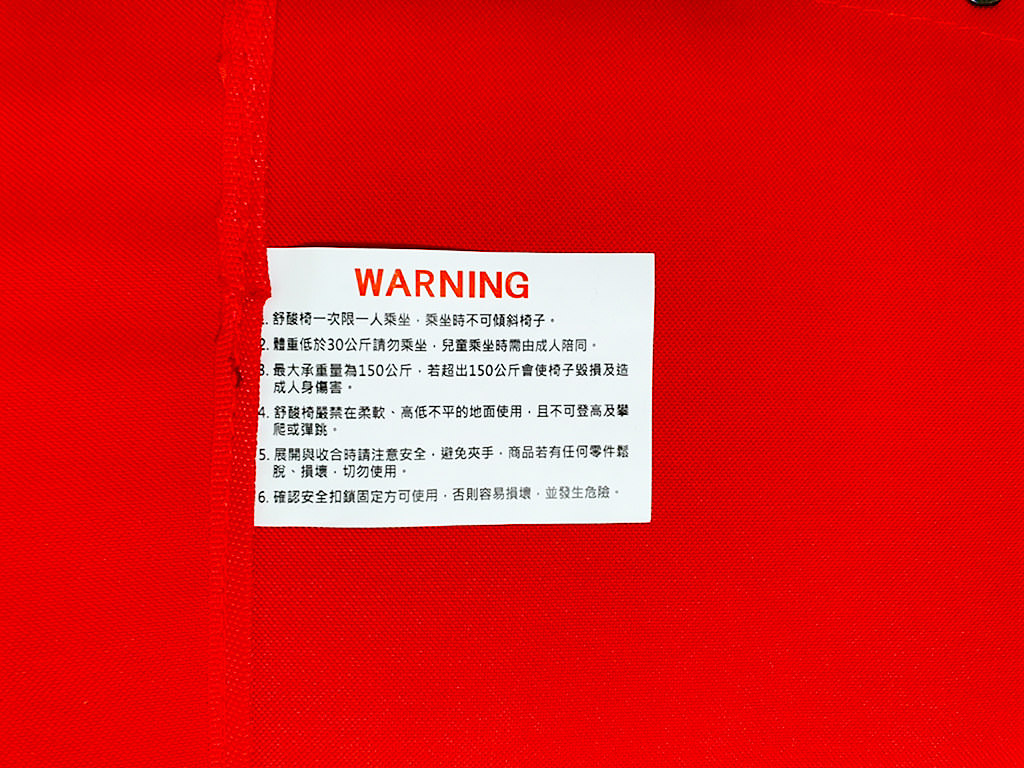 WARNING
1. 舒酸椅一次限一人乘坐，乘坐時不可傾斜椅子。
2. 體重低於30公斤請勿乘坐，兒童乘坐時需由成人陪同。
3. 最大承重量為150公斤，若超出150公斤會使椅子毀損及造
成人身傷害。
4. 舒酸椅嚴禁在柔軟、高低不平的地面使用，且不可登高及攀
爬或彈跳。
5. 展開與收合時請注意安全，避免夾手，商品若有任何零件鬆
脫、損壞，切勿使用。
6. 確認安全扣鎖固定方可使用，否則容易損壞，並發生危險。